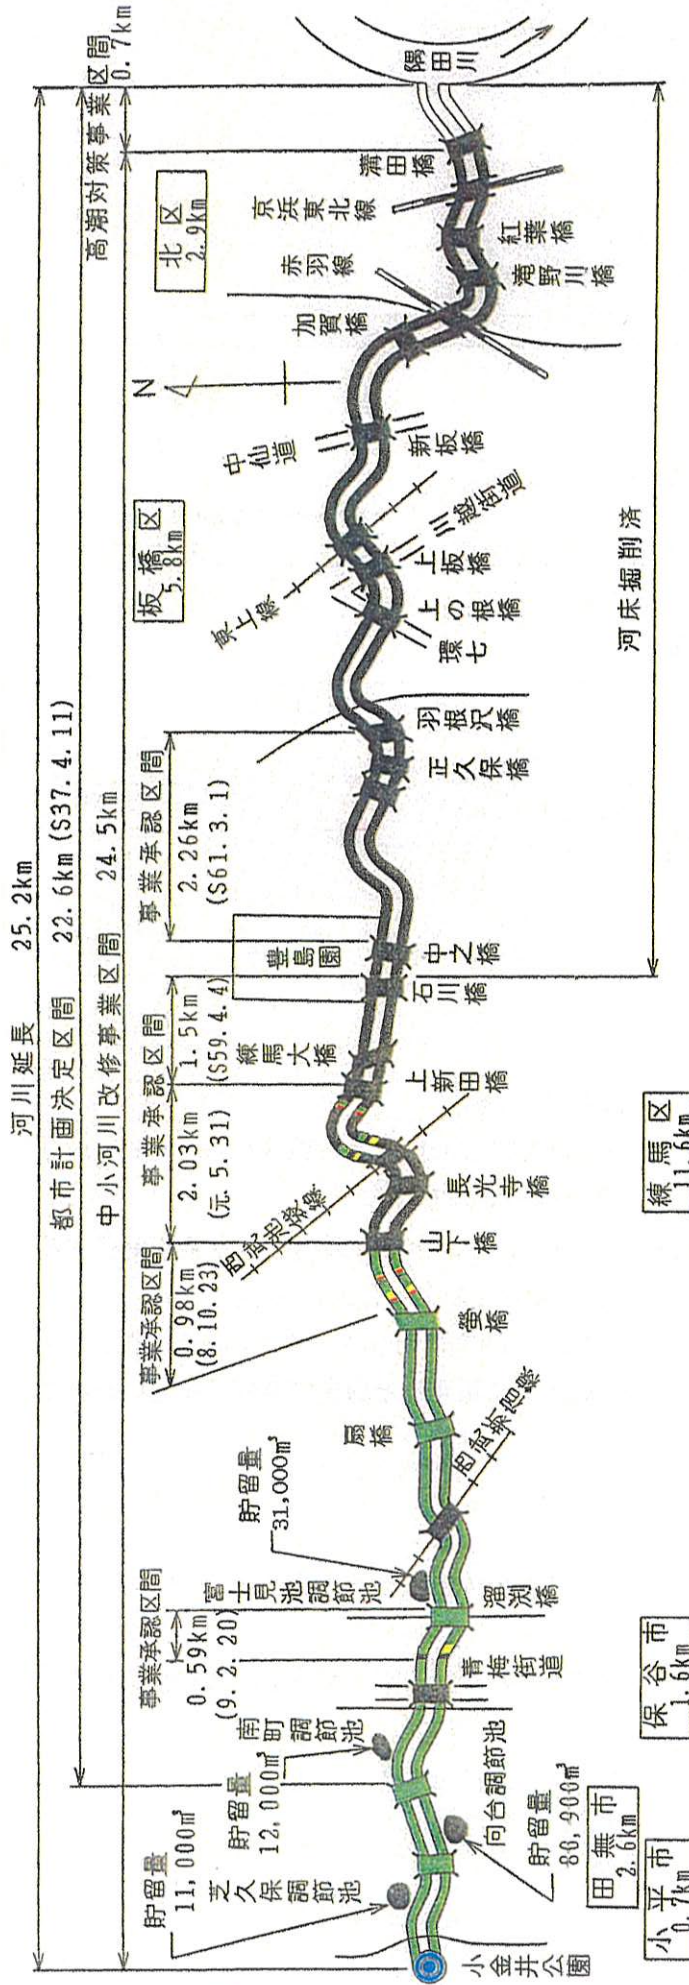 河川延長 25.2km
都市計画決定区間 22.6km(S37.4.11)
中小河川改修事業区間 24.5km
高潮対策事業区間
0.7km
事業承認区間
0.59km
(9.2.20)
事業承認区間
0.98km
(8.10.23)
事業承認区間
2.03km
(元.5.31)
1.5km
(S59.4.4)
事業承認区間
2.26km
(S61.3.1)
板橋区
5.8km
北区
2.9km
N
貯留量
11,000㎥
芝久保調節池
貯留量
12,000㎥
南町調節池
貯留量
31,000㎥
富士見池調節池
扇橋
西武池袋線
練馬大橋
豊島園
東上線
中仙道
加賀橋
赤羽線
京浜東北線
溝田橋
隅田川
小金井公園
向台調節池
貯留量
青梅街道
溜渕橋
西武新宿線
螢橋
山下橋
長光寺橋
上新田橋
石川橋
中之橋
正久保橋
羽根沢橋
環七
上の根橋
上板橋
川越街道
新板橋
滝野川橋
紅葉橋
河床掘削済
小平市
0.7km
田無市
2.6km
保谷市
1.6km
練馬区
11.6km